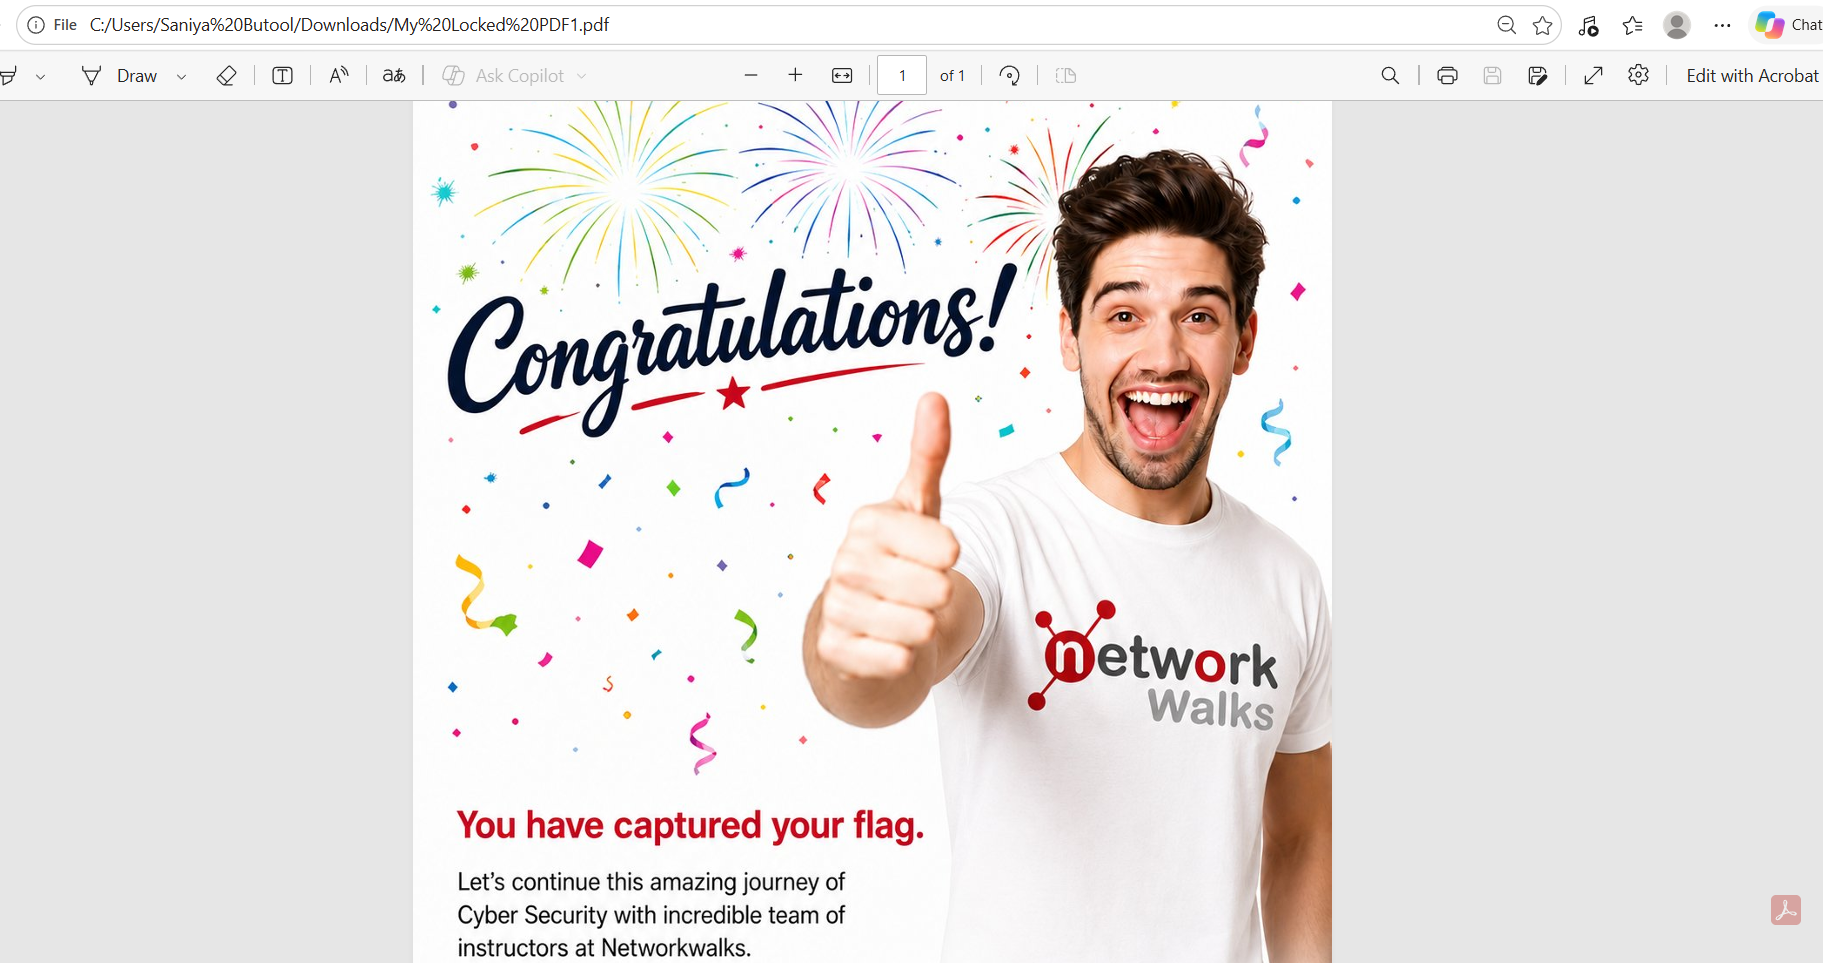 File C:/Users/Saniya%20Butool/Downloads/My%20Locked%20PDF1.pdf
Chat
Draw
Ask Copilot
1 of 1
Edit with Acrobat
Congratulations!
network
Walks
You have captured your flag.
Let's continue this amazing journey of
Cyber Security with incredible team of
instructors at Networkwalks.